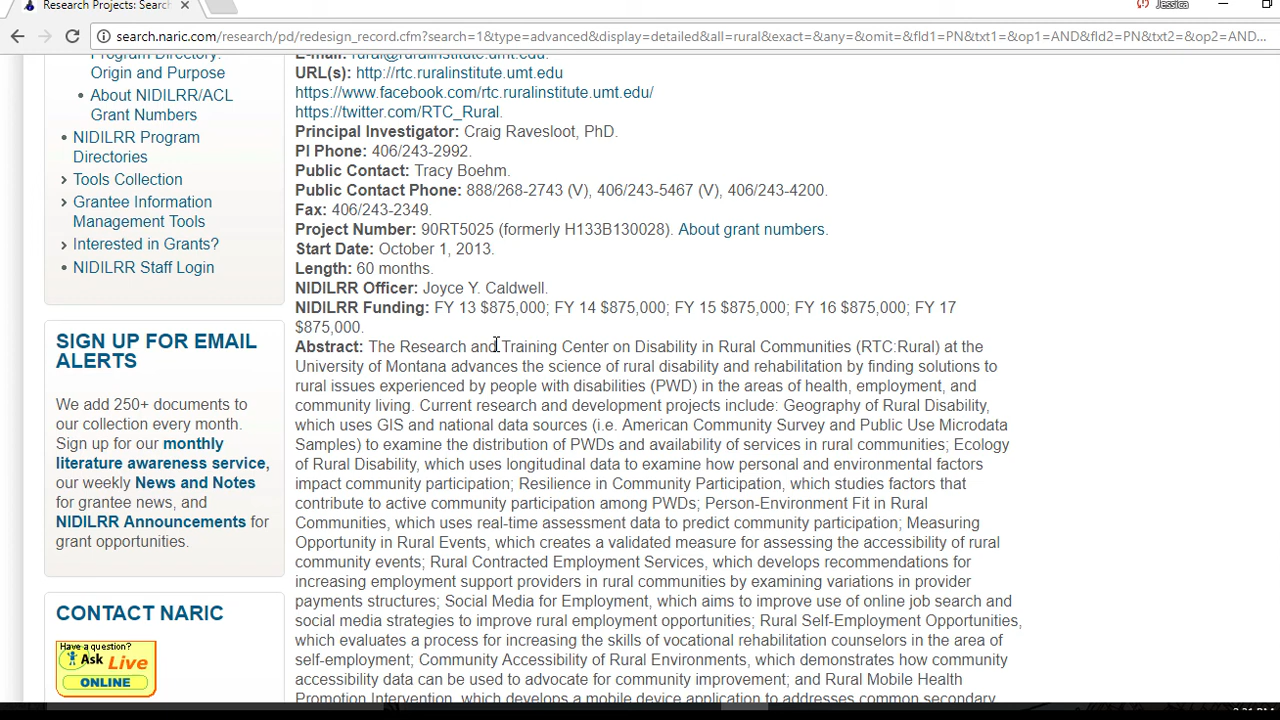 Research Projects: Search
Jessica
search.naric.com/research/pd/redesign_record.cfm?search=1&type=advanced&display=detailed&all=rural&exact=&any=&omit=&fld1=PN&txt1=&op1=AND&fld2=PN&txt2=&op2=AND...
Program Directory:
Origin and Purpose
About NIDILRR/ACL
Grant Numbers
NIDILRR Program
Directories
Tools Collection
Grantee Information
Management Tools
Interested in Grants?
NIDILRR Staff Login
SIGN UP FOR EMAIL
ALERTS
We add 250+ documents to
our collection every month.
Sign up for our monthly
literature awareness service,
our weekly News and Notes
for grantee news, and
NIDILRR Announcements for
grant opportunities.
CONTACT NARIC
Have a question?
Ask Live
ONLINE
E-mail: rural@ruralinstitute.umt.edu.
URL(s): http://rtc.ruralinstitute.umt.edu
https://www.facebook.com/rtc.ruralinstitute.umt.edu/
https://twitter.com/RTC_Rural.
Principal Investigator: Craig Ravesloot, PhD.
PI Phone: 406/243-2992.
Public Contact: Tracy Boehm.
Public Contact Phone: 888/268-2743 (V), 406/243-5467 (V), 406/243-4200.
Fax: 406/243-2349.
Project Number: 90RT5025 (formerly H133B130028). About grant numbers.
Start Date: October 1, 2013.
Length: 60 months.
NIDILRR Officer: Joyce Y. Caldwell.
NIDILRR Funding: FY 13 $875,000; FY 14 $875,000; FY 15 $875,000; FY 16 $875,000; FY 17
$875,000.
Abstract: The Research and Training Center on Disability in Rural Communities (RTC:Rural) at the
University of Montana advances the science of rural disability and rehabilitation by finding solutions to
rural issues experienced by people with disabilities (PWD) in the areas of health, employment, and
community living. Current research and development projects include: Geography of Rural Disability,
which uses GIS and national data sources (i.e. American Community Survey and Public Use Microdata
Samples) to examine the distribution of PWDs and availability of services in rural communities; Ecology
of Rural Disability, which uses longitudinal data to examine how personal and environmental factors
impact community participation; Resilience in Community Participation, which studies factors that
contribute to active community participation among PWDs; Person-Environment Fit in Rural
Communities, which uses real-time assessment data to predict community participation; Measuring
Opportunity in Rural Events, which creates a validated measure for assessing the accessibility of rural
community events; Rural Contracted Employment Services, which develops recommendations for
increasing employment support providers in rural communities by examining variations in provider
payments structures; Social Media for Employment, which aims to improve use of online job search and
social media strategies to improve rural employment opportunities; Rural Self-Employment Opportunities,
which evaluates a process for increasing the skills of vocational rehabilitation counselors in the area of
self-employment; Community Accessibility of Rural Environments, which demonstrates how community
accessibility data can be used to advocate for community improvement; and Rural Mobile Health
Promotion Intervention, which develops a mobile device application to addresses common secondary